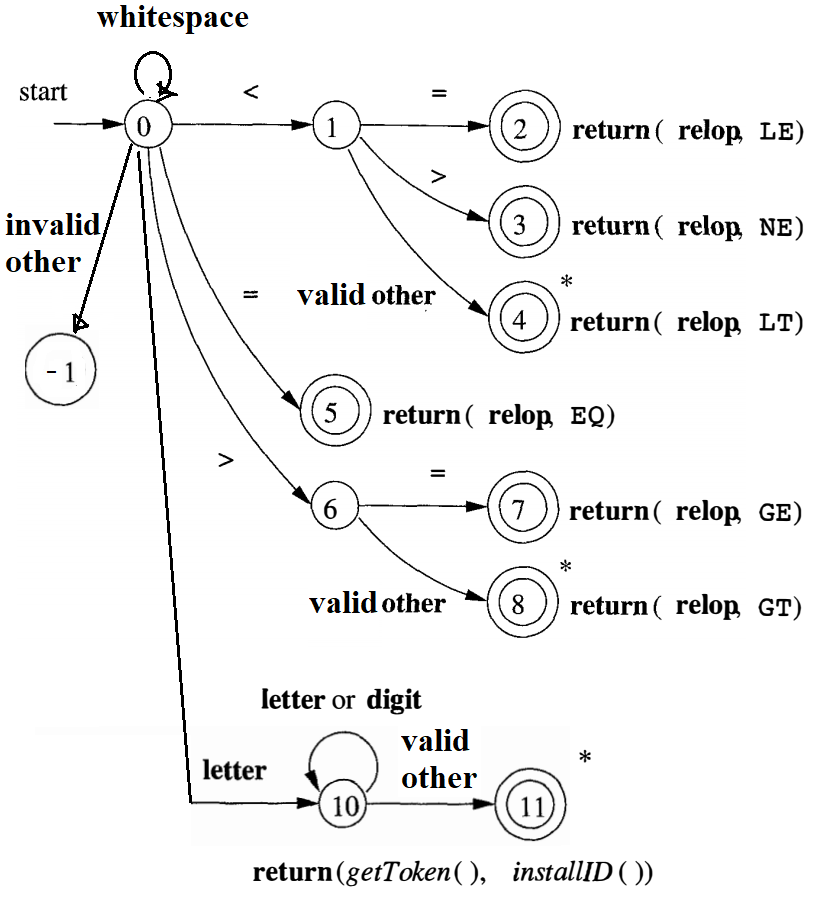 whitespace
start
<
=
0
1
2
return( relop, LE)
>
3
return( relop, NE)
invalid
other
=
valid other
*
4
return( relop, LT)
-1
5
return( relop, EQ)
>
=
6
7
return( relop, GE)
valid other
*
8
return( relop, GT)
letter or digit
valid
other
*
letter
10
11
return(getToken(), installID())